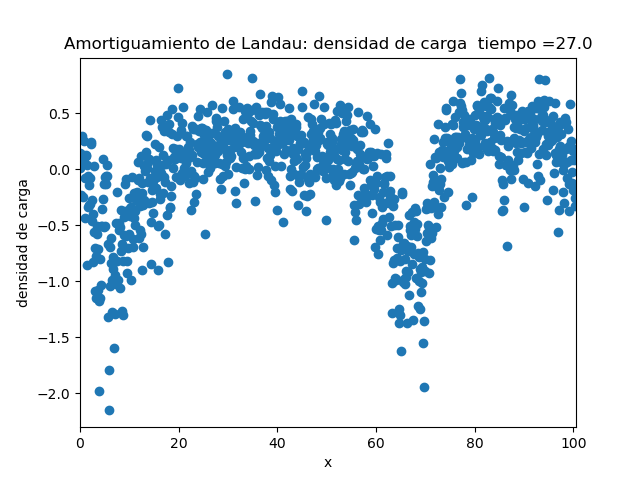 Amortiguamiento de Landau: densidad de carga  tiempo =27.0
densidad de carga
0.5
0.0
−0.5
−1.0
−1.5
−2.0
0 20 40 60 80 100
x